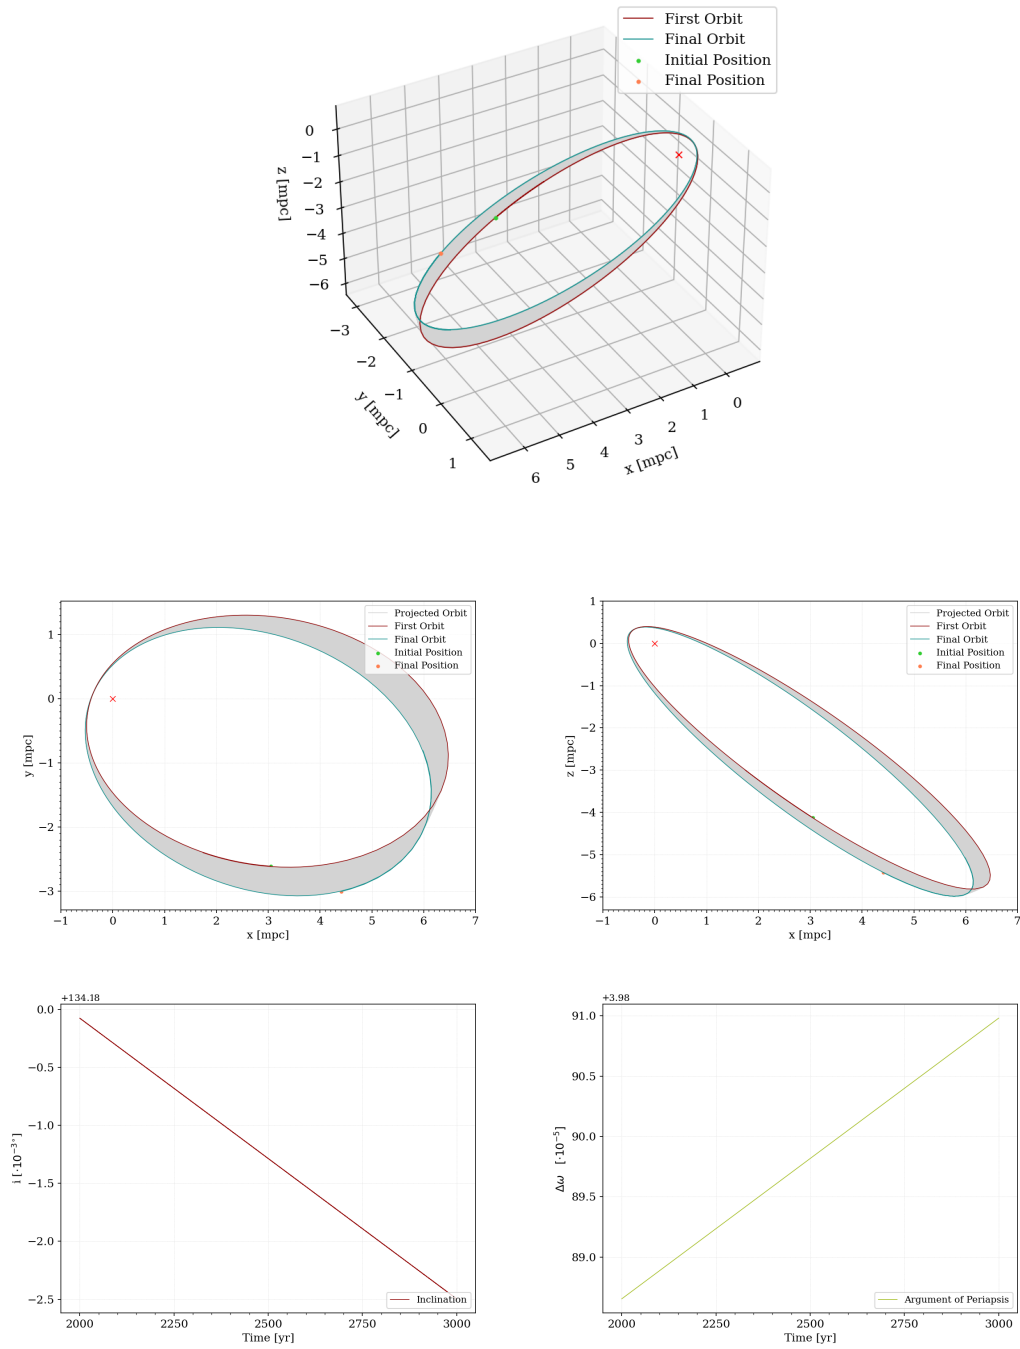 First Orbit
Final Orbit
Initial Position
Final Position
0
−1
−2
−3
−4
−5
−6
z [mpc]
−3
−2
−1
0
1
y [mpc]
6
5
4
3
2
1
0
x [mpc]
Projected Orbit
First Orbit
Final Orbit
Initial Position
Final Position
1
0
−1
−2
−3
y [mpc]
−1 0 1 2 3 4 5 6 7
x [mpc]
Projected Orbit
First Orbit
Final Orbit
Initial Position
Final Position
1
0
−1
−2
−3
−4
−5
−6
z [mpc]
−1 0 1 2 3 4 5 6 7
x [mpc]
+134.18
0.0
−0.5
−1.0
−1.5
−2.0
−2.5
i [·10⁻³°]
Inclination
2000 2250 2500 2750 3000
Time [yr]
+3.98
91.0
90.5
90.0
89.5
89.0
Δω [·10⁻⁵]
Argument of Periapsis
2000 2250 2500 2750 3000
Time [yr]